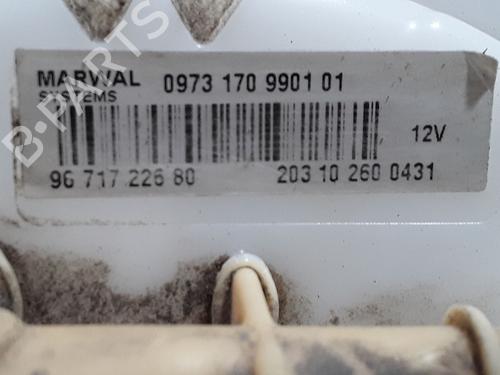 B-PARTS
MARWAL 0973 170 9901 01
SYSTEMS
12V
96 717 226 80 203 10 260 0431